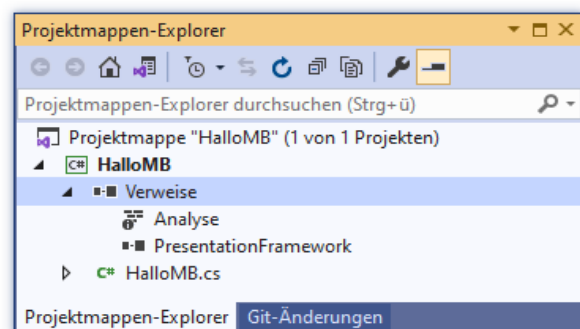 Projektmappen-Explorer
Projektmappen-Explorer durchsuchen (Strg+ü)
Projektmappe "HalloMB" (1 von 1 Projekten)
C# HalloMB
Verweise
Analyse
PresentationFramework
C# HalloMB.cs
Projektmappen-Explorer Git-Änderungen